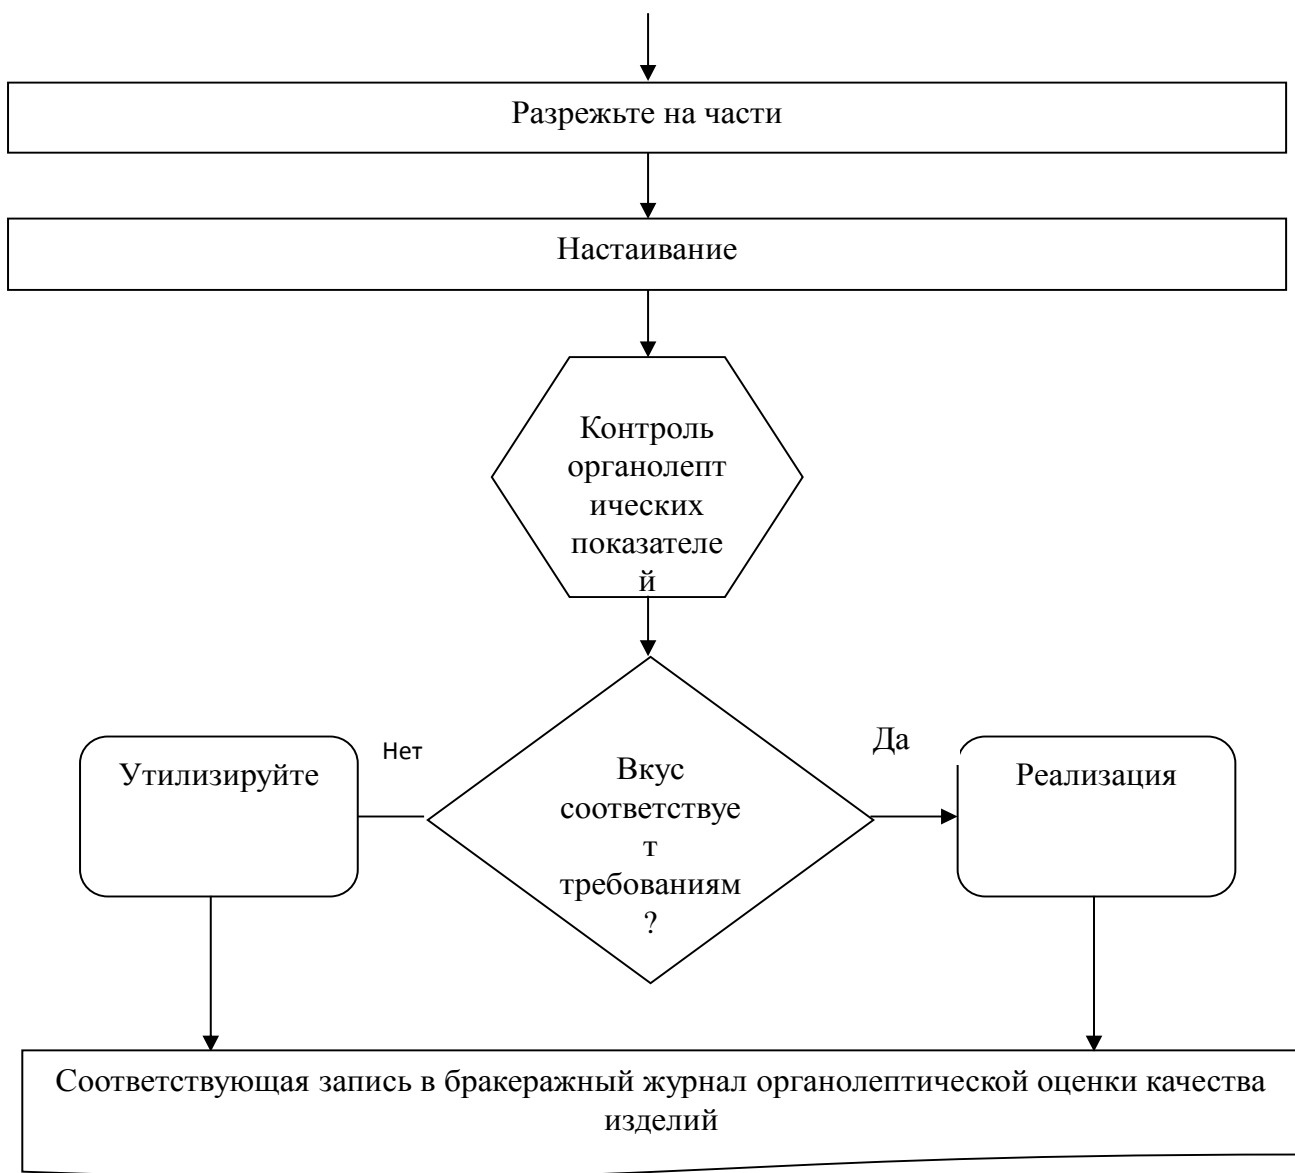 Разрежьте на части
Настаивание
Контроль
органолепт
ических
показателе
й
Утилизируйте
Нет
Вкус
соответствуе
т
требованиям
?
Да
Реализация
Соответствующая запись в бракеражный журнал органолептической оценки качества
изделий